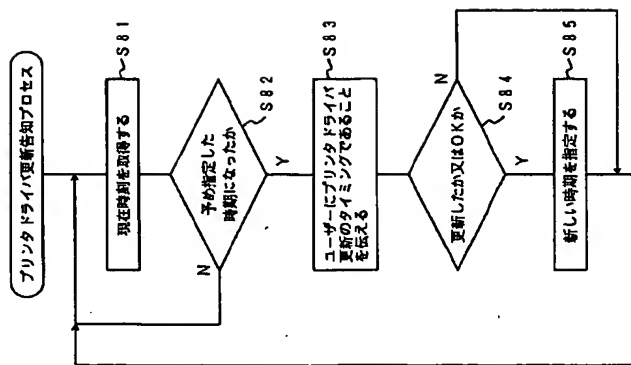 プリンタドライバ更新告知プロセス
S81
現在時刻を取得する
S82
予め指定した
時期になったか
N
Y
S83
ユーザーにプリンタドライバ
更新のタイミングであること
を伝える
N
更新したか又はOKか
S84
Y
S85
新しい時期を指定する